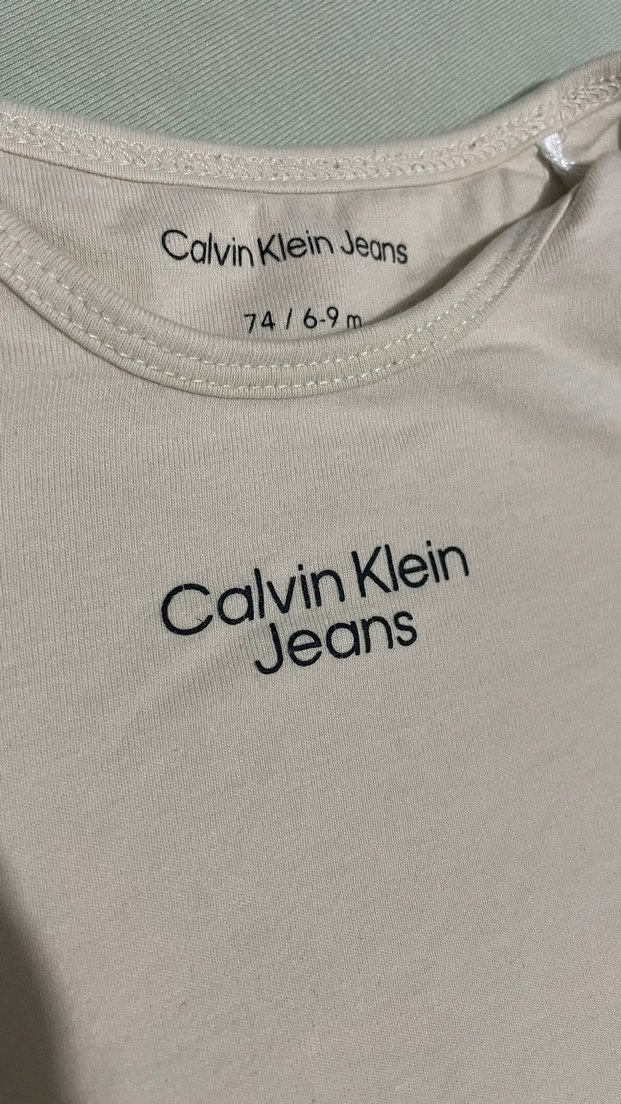 Calvin Klein Jeans
74 / 6-9 m
Calvin Klein
Jeans